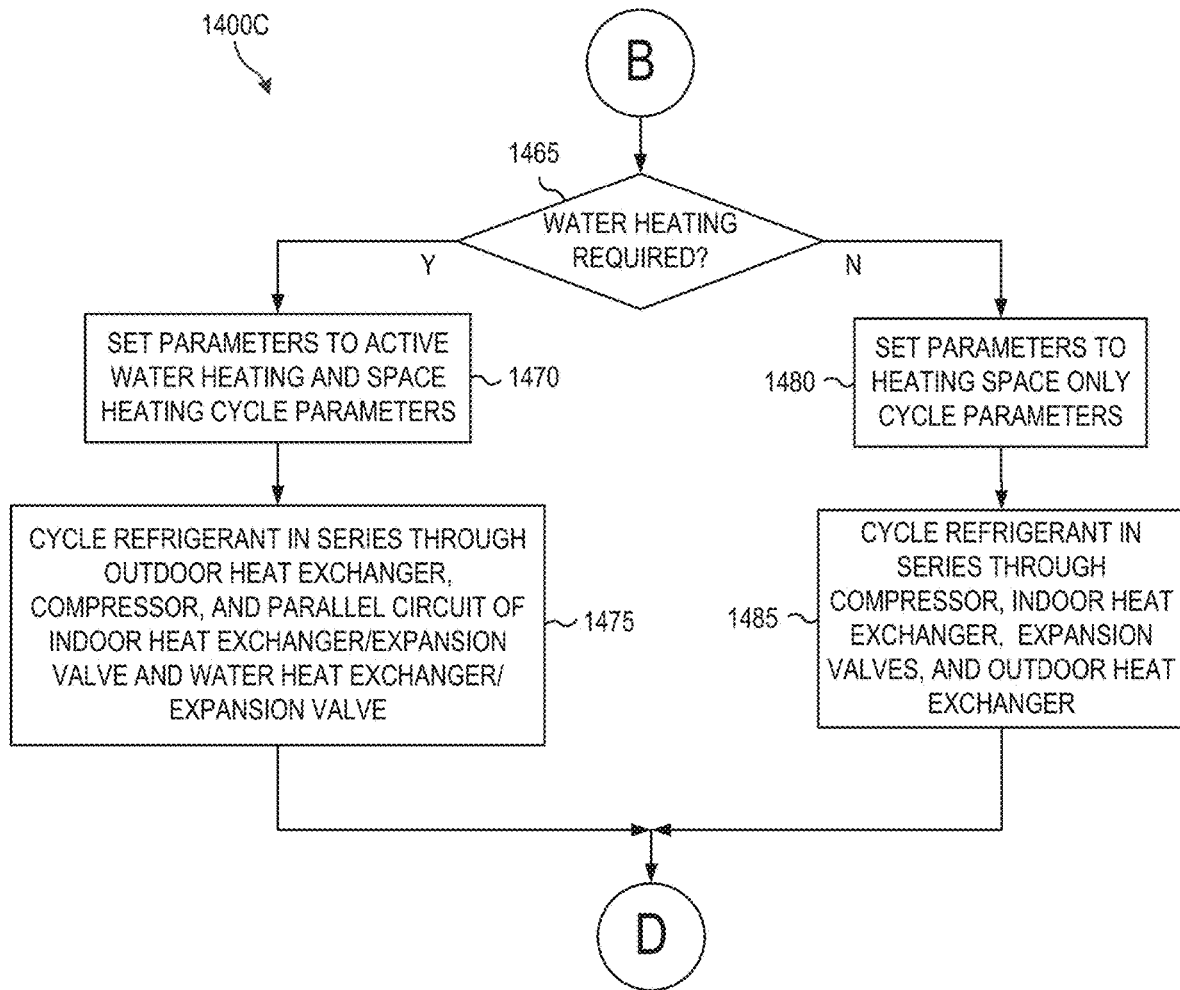 1400C
B
1465
WATER HEATING
REQUIRED?
Y
N
SET PARAMETERS TO ACTIVE
WATER HEATING AND SPACE
HEATING CYCLE PARAMETERS
1470
1480
SET PARAMETERS TO
HEATING SPACE ONLY
CYCLE PARAMETERS
CYCLE REFRIGERANT IN SERIES THROUGH
OUTDOOR HEAT EXCHANGER,
COMPRESSOR, AND PARALLEL CIRCUIT OF
INDOOR HEAT EXCHANGER/EXPANSION
VALVE AND WATER HEAT EXCHANGER/
EXPANSION VALVE
1475
1485
CYCLE REFRIGERANT IN
SERIES THROUGH
COMPRESSOR, INDOOR HEAT
EXCHANGER, EXPANSION
VALVES, AND OUTDOOR HEAT
EXCHANGER
D